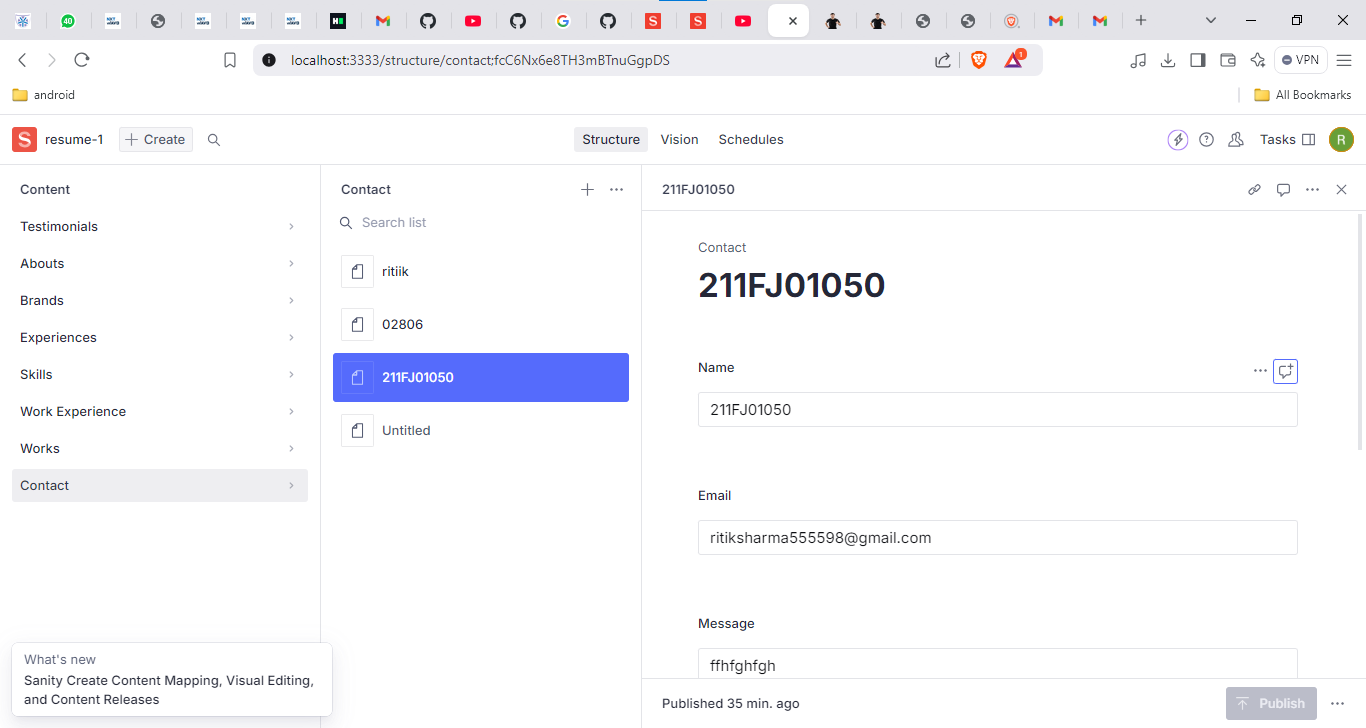 40
localhost:3333/structure/contact;fcC6Nx6e8TH3mBTnuGgpDS
1
VPN
android
All Bookmarks
S
resume-1
Create
Structure
Vision
Schedules
Tasks
R
Content
Testimonials
Abouts
Brands
Experiences
Skills
Work Experience
Works
Contact
What's new
Sanity Create Content Mapping, Visual Editing,
and Content Releases
Contact
Search list
ritiik
02806
211FJ01050
Untitled
211FJ01050
Contact
211FJ01050
Name
211FJ01050
Email
ritiksharma555598@gmail.com
Message
ffhfghfgh
Published 35 min. ago
Publish